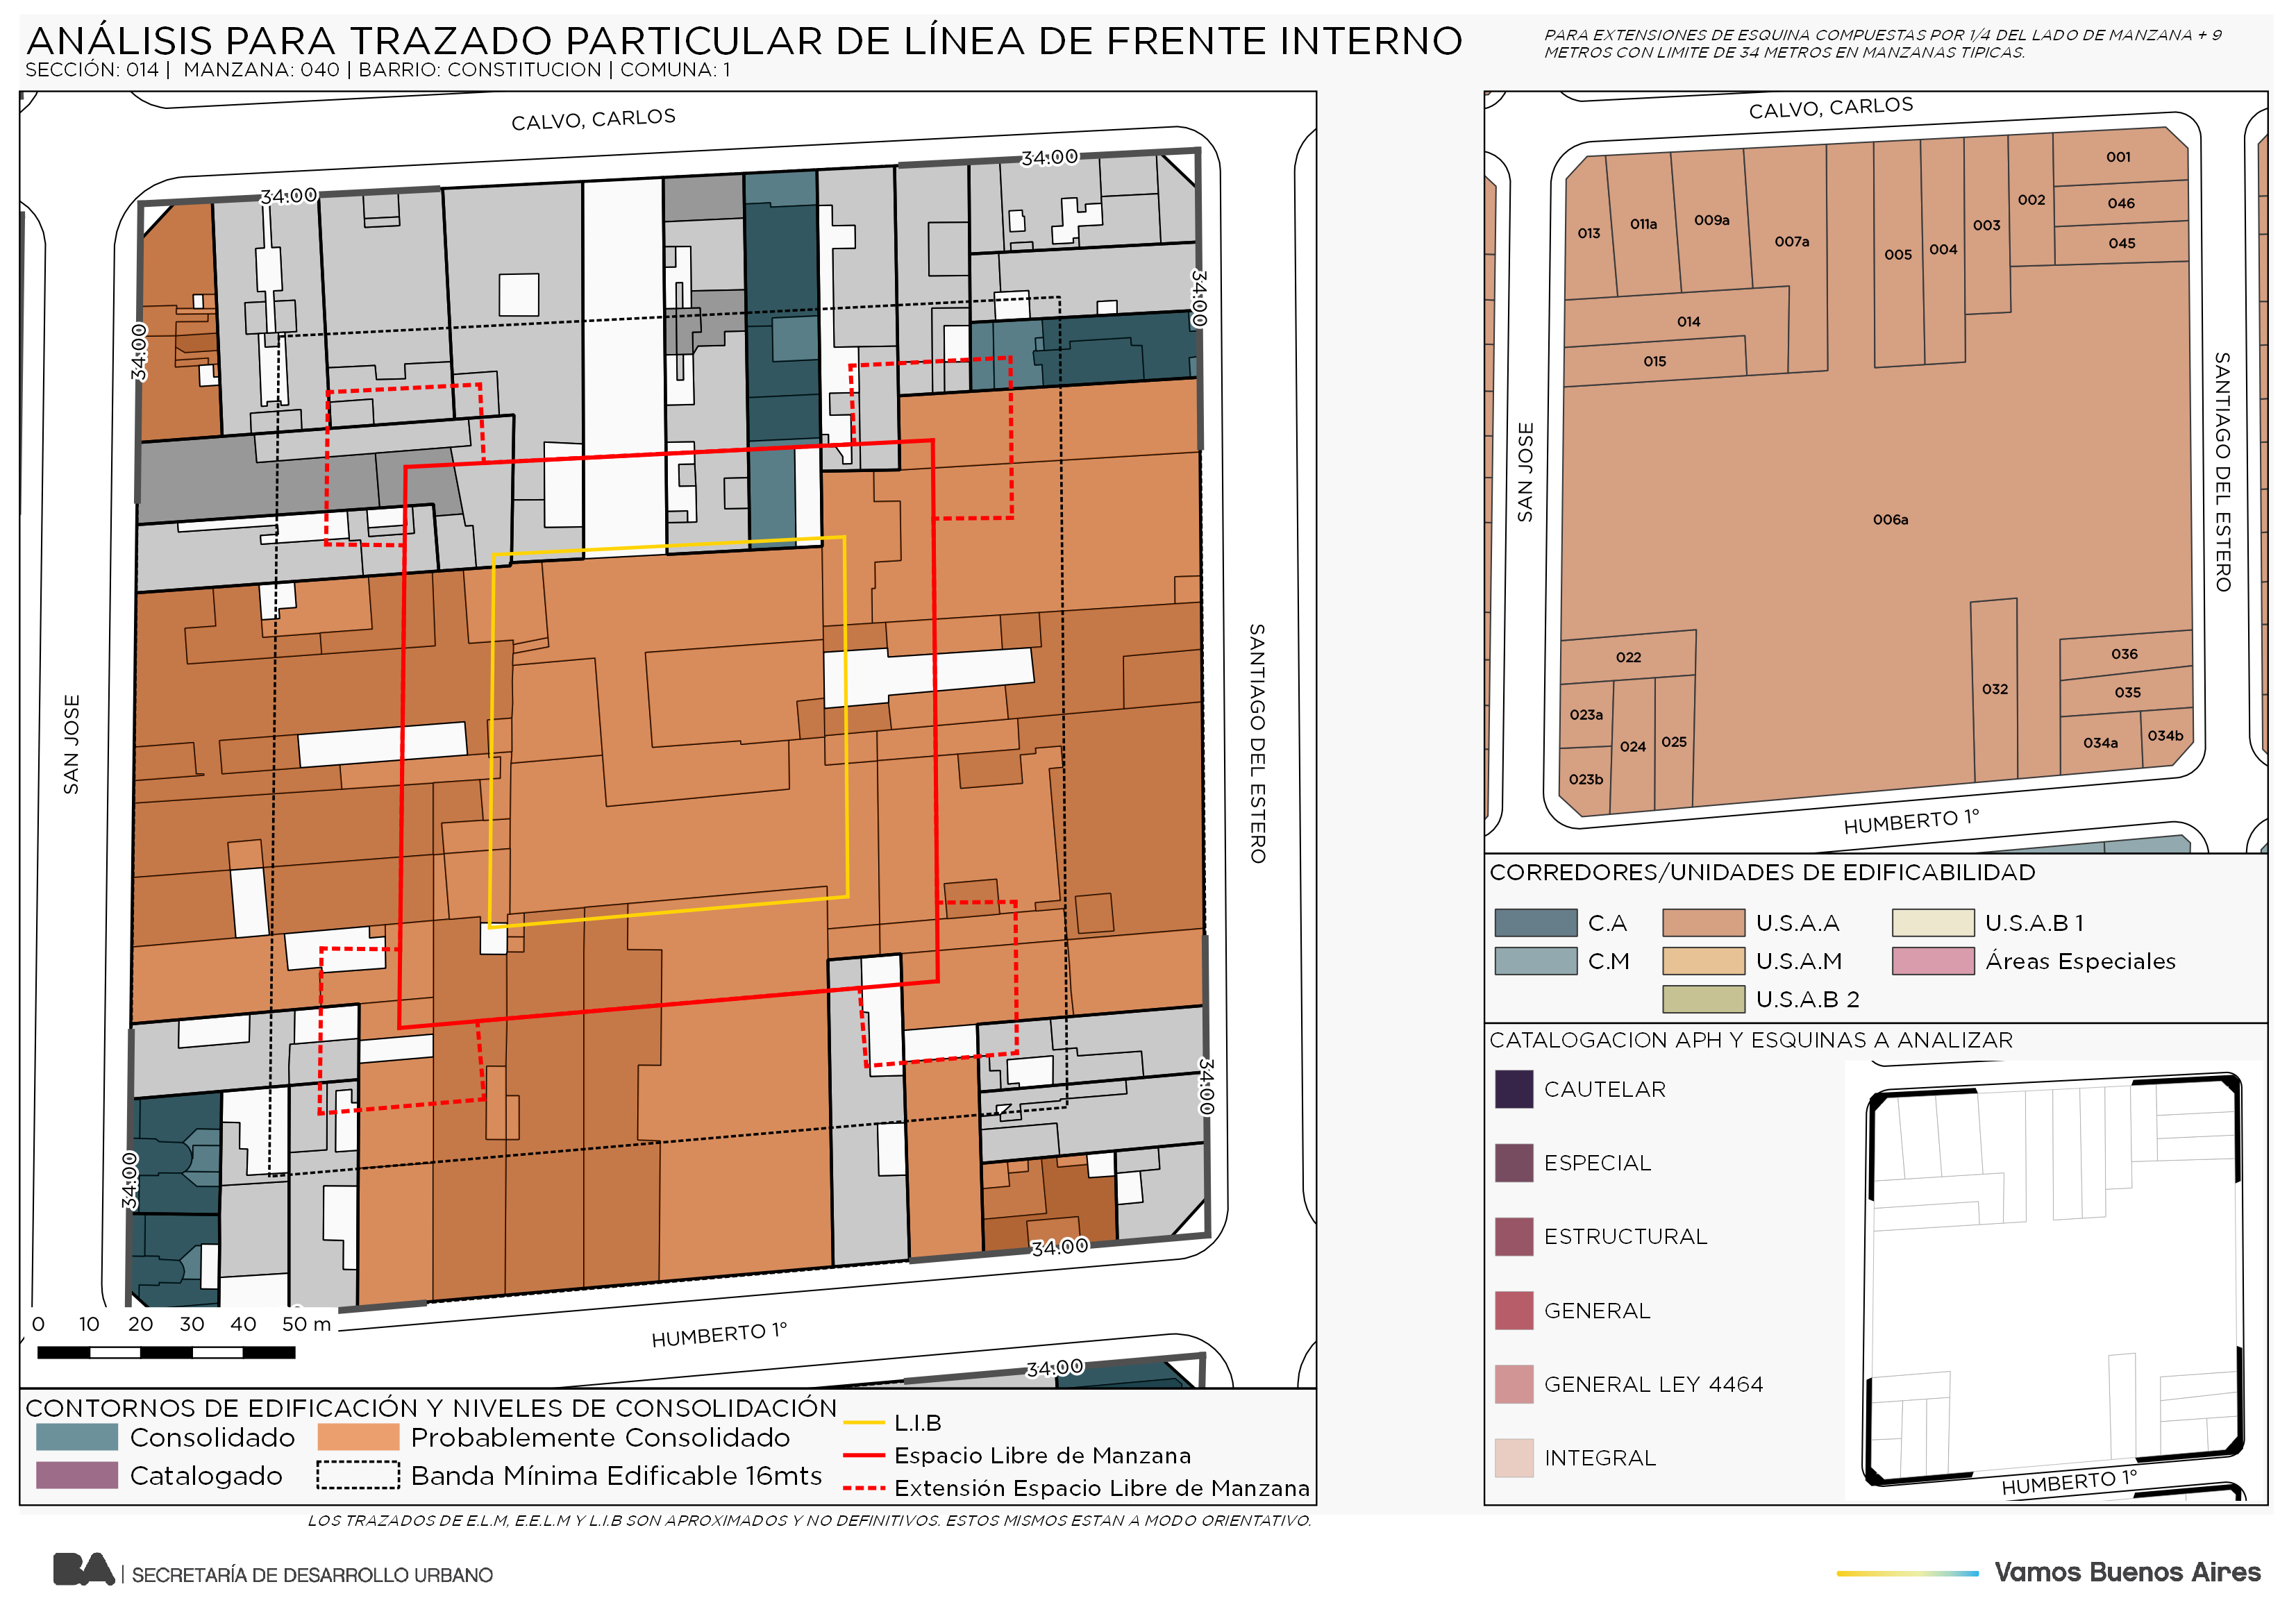 ANÁLISIS PARA TRAZADO PARTICULAR DE LÍNEA DE FRENTE INTERNO
SECCIÓN: 014 | MANZANA: 040 | BARRIO: CONSTITUCION | COMUNA: 1
PARA EXTENSIONES DE ESQUINA COMPUESTAS POR 1/4 DEL LADO DE MANZANA + 9
METROS CON LIMITE DE 34 METROS EN MANZANAS TIPICAS.
CALVO, CARLOS
34.00
34.00
34.00
34.00
SAN JOSE
SANTIAGO DEL ESTERO
34.00
34.00
34.00
HUMBERTO 1°
34.00
0 10 20 30 40 50 m
CONTORNOS DE EDIFICACIÓN Y NIVELES DE CONSOLIDACIÓN
Consolidado
Probablemente Consolidado
Catalogado
Banda Mínima Edificable 16mts
L.I.B
Espacio Libre de Manzana
Extensión Espacio Libre de Manzana
CALVO, CARLOS
001
002
046
003
013
011a
009a
007a
045
004
005
014
015
SAN JOSE
SANTIAGO DEL ESTERO
006a
022
036
032
035
023a
024
025
034a
034b
023b
HUMBERTO 1°
CORREDORES/UNIDADES DE EDIFICABILIDAD
C.A
U.S.A.A
U.S.A.B 1
C.M
U.S.A.M
Áreas Especiales
U.S.A.B 2
CATALOGACION APH Y ESQUINAS A ANALIZAR
CAUTELAR
ESPECIAL
ESTRUCTURAL
GENERAL
GENERAL LEY 4464
INTEGRAL
HUMBERTO 1°
LOS TRAZADOS DE E.L.M, E.E.L.M Y L.I.B SON APROXIMADOS Y NO DEFINITIVOS. ESTOS MISMOS ESTAN A MODO ORIENTATIVO.
BA | SECRETARÍA DE DESARROLLO URBANO
Vamos Buenos Aires